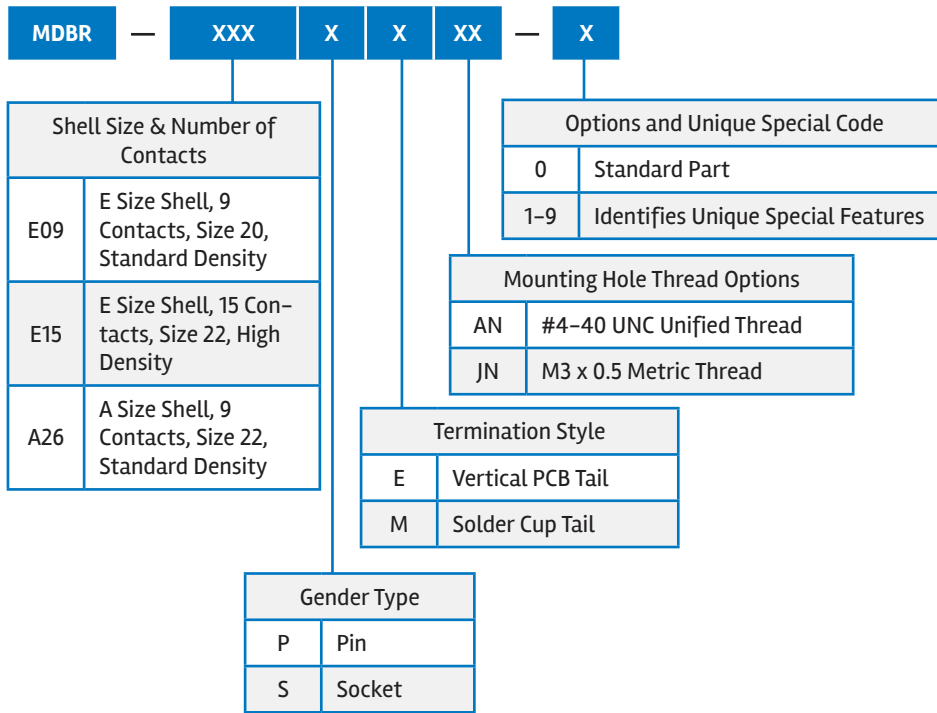 MDBR — XXX X X XX — X
Shell Size & Number of
Contacts
E09
E Size Shell, 9
Contacts, Size 20,
Standard Density
E15
E Size Shell, 15 Con-
tacts, Size 22, High
Density
A26
A Size Shell, 9
Contacts, Size 22,
Standard Density
Options and Unique Special Code
0 Standard Part
1–9 Identifies Unique Special Features
Mounting Hole Thread Options
AN #4–40 UNC Unified Thread
JN M3 x 0.5 Metric Thread
Termination Style
E Vertical PCB Tail
M Solder Cup Tail
Gender Type
P Pin
S Socket